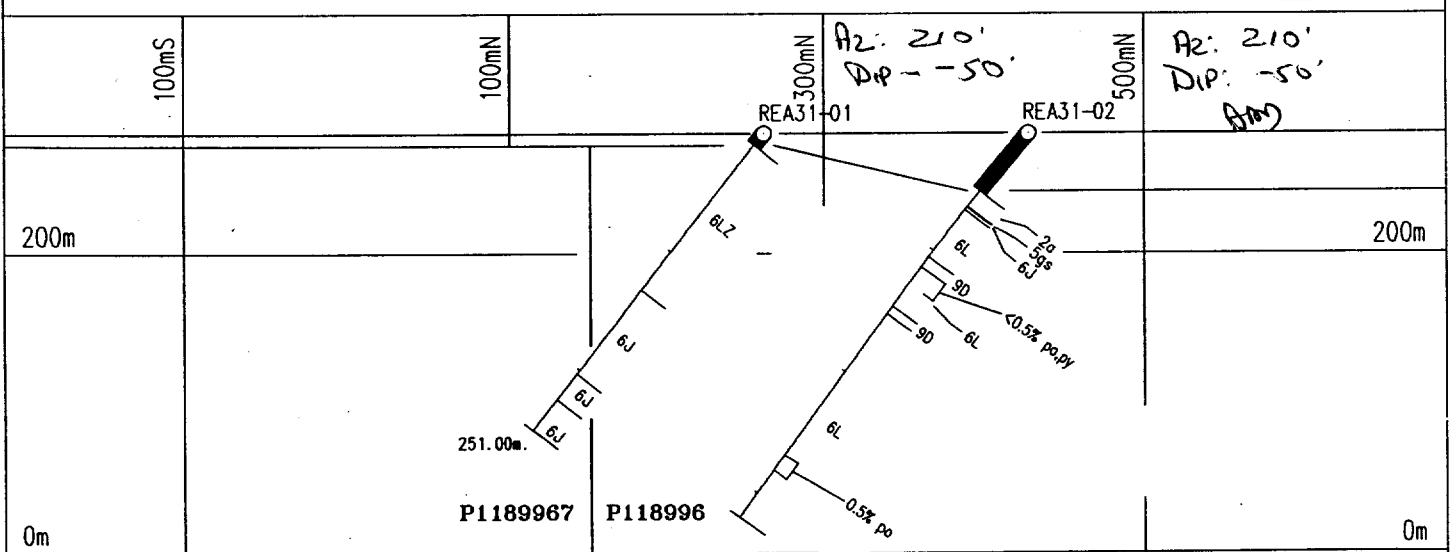 100mS
100mN
300mN
Az: 210'
Dip - -50'
500mN
Az: 210'
Dip: -50'
REA31-01
REA31-02
200m
200m
6LZ
6L
2a
5gs
6J
9D
<0.5% po,py
6L
9D
6J
6J
6J
6L
251.00m.
0.5% po
P1189967
P118996
0m
0m